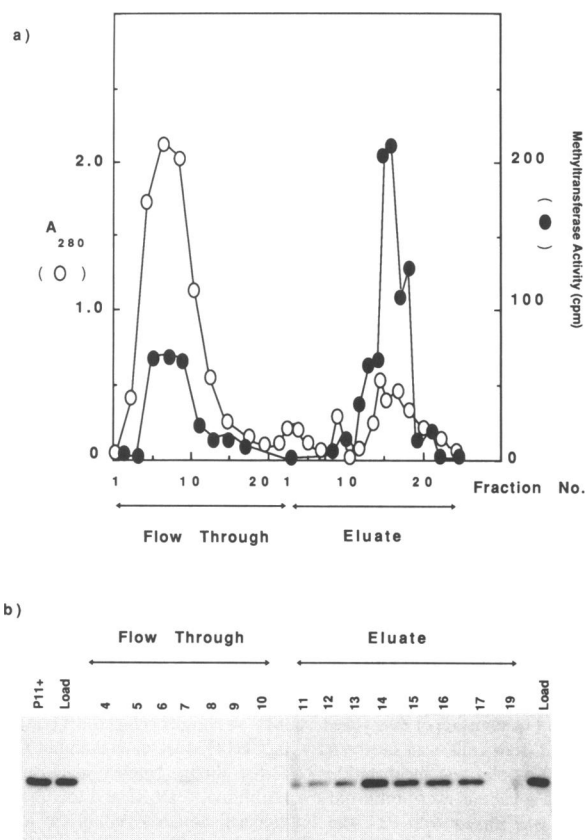 a)
2.0
A
280
( )
1.0
0
200
100
0
Methyltransferase Activity (cpm)
( )
1 10 20 1 10 20 Fraction No.
Flow Through Eluate
b)
Flow Through Eluate
P11+ Load 4 5 6 7 8 9 10 11 12 13 14 15 16 17 19 Load